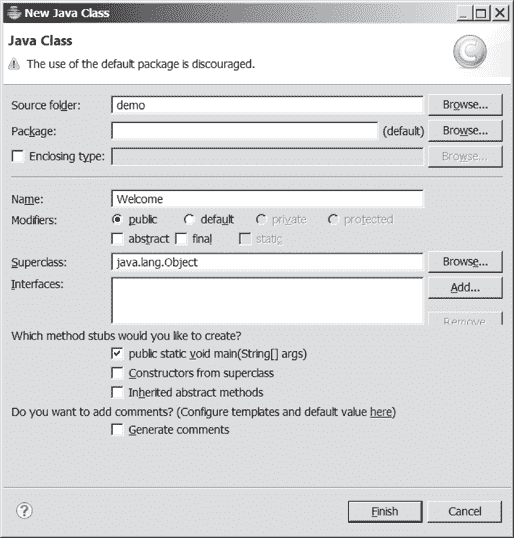 New Java Class
Java Class
The use of the default package is discouraged.
Source folder: demo Browse...
Package: (default) Browse...
Enclosing type: Browse...
Name: Welcome
Modifiers: public default private protected
abstract final static
Superclass: java.lang.Object Browse...
Interfaces: Add...
Remove
Which method stubs would you like to create?
public static void main(String[] args)
Constructors from superclass
Inherited abstract methods
Do you want to add comments? (Configure templates and default value here)
Generate comments
? Finish Cancel